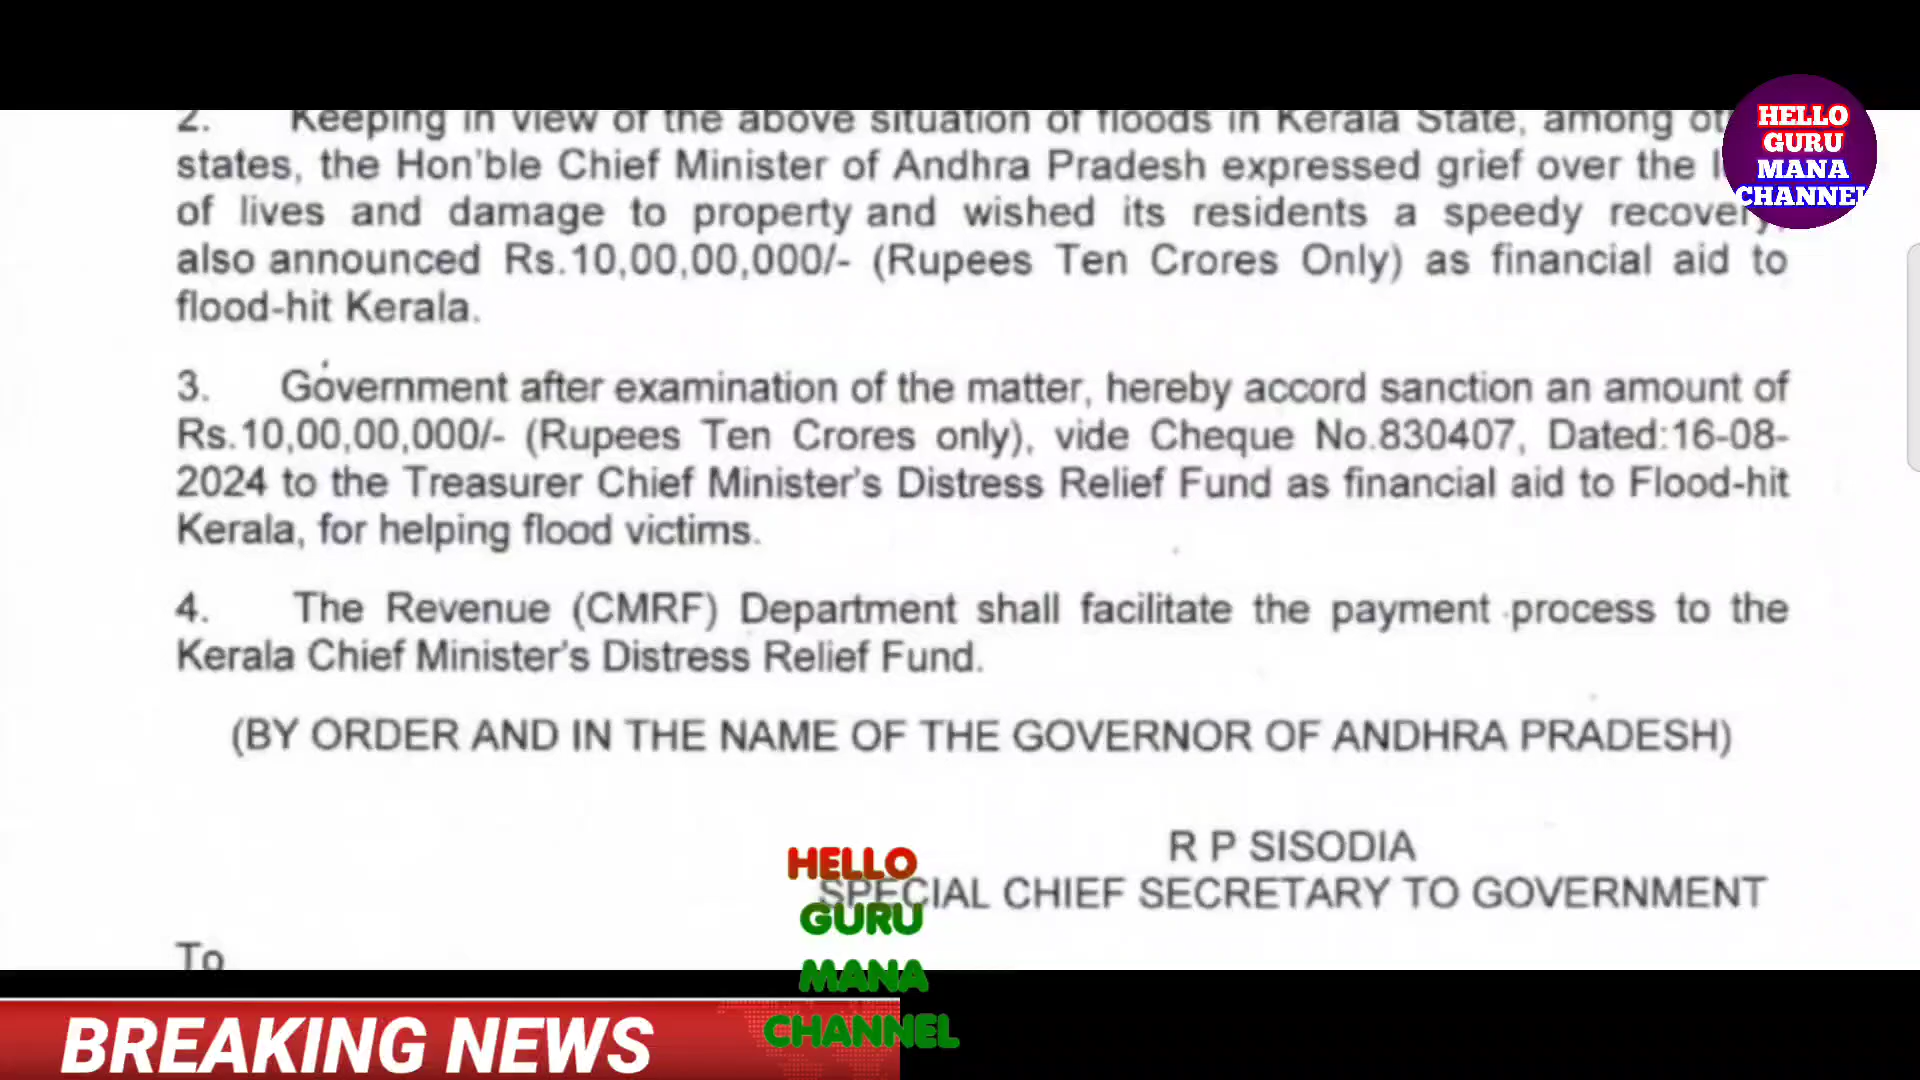 2. Keeping in view of the above situation of floods in Kerala State, among
states, the Hon'ble Chief Minister of Andhra Pradesh expressed grief over the
of lives and damage to property and wished its residents a speedy recovery,
also announced Rs.10,00,00,000/- (Rupees Ten Crores Only) as financial aid to
flood-hit Kerala.
3. Government after examination of the matter, hereby accord sanction an amount of
Rs.10,00,00,000/- (Rupees Ten Crores only), vide Cheque No.830407, Dated:16-08-
2024 to the Treasurer Chief Minister's Distress Relief Fund as financial aid to Flood-hit
Kerala, for helping flood victims.
4. The Revenue (CMRF) Department shall facilitate the payment process to the
Kerala Chief Minister's Distress Relief Fund.
(BY ORDER AND IN THE NAME OF THE GOVERNOR OF ANDHRA PRADESH)
R P SISODIA
SPECIAL CHIEF SECRETARY TO GOVERNMENT
To
HELLO
GURU
MANA
CHANNEL
HELLO
GURU
MANA
CHANNEL
BREAKING NEWS